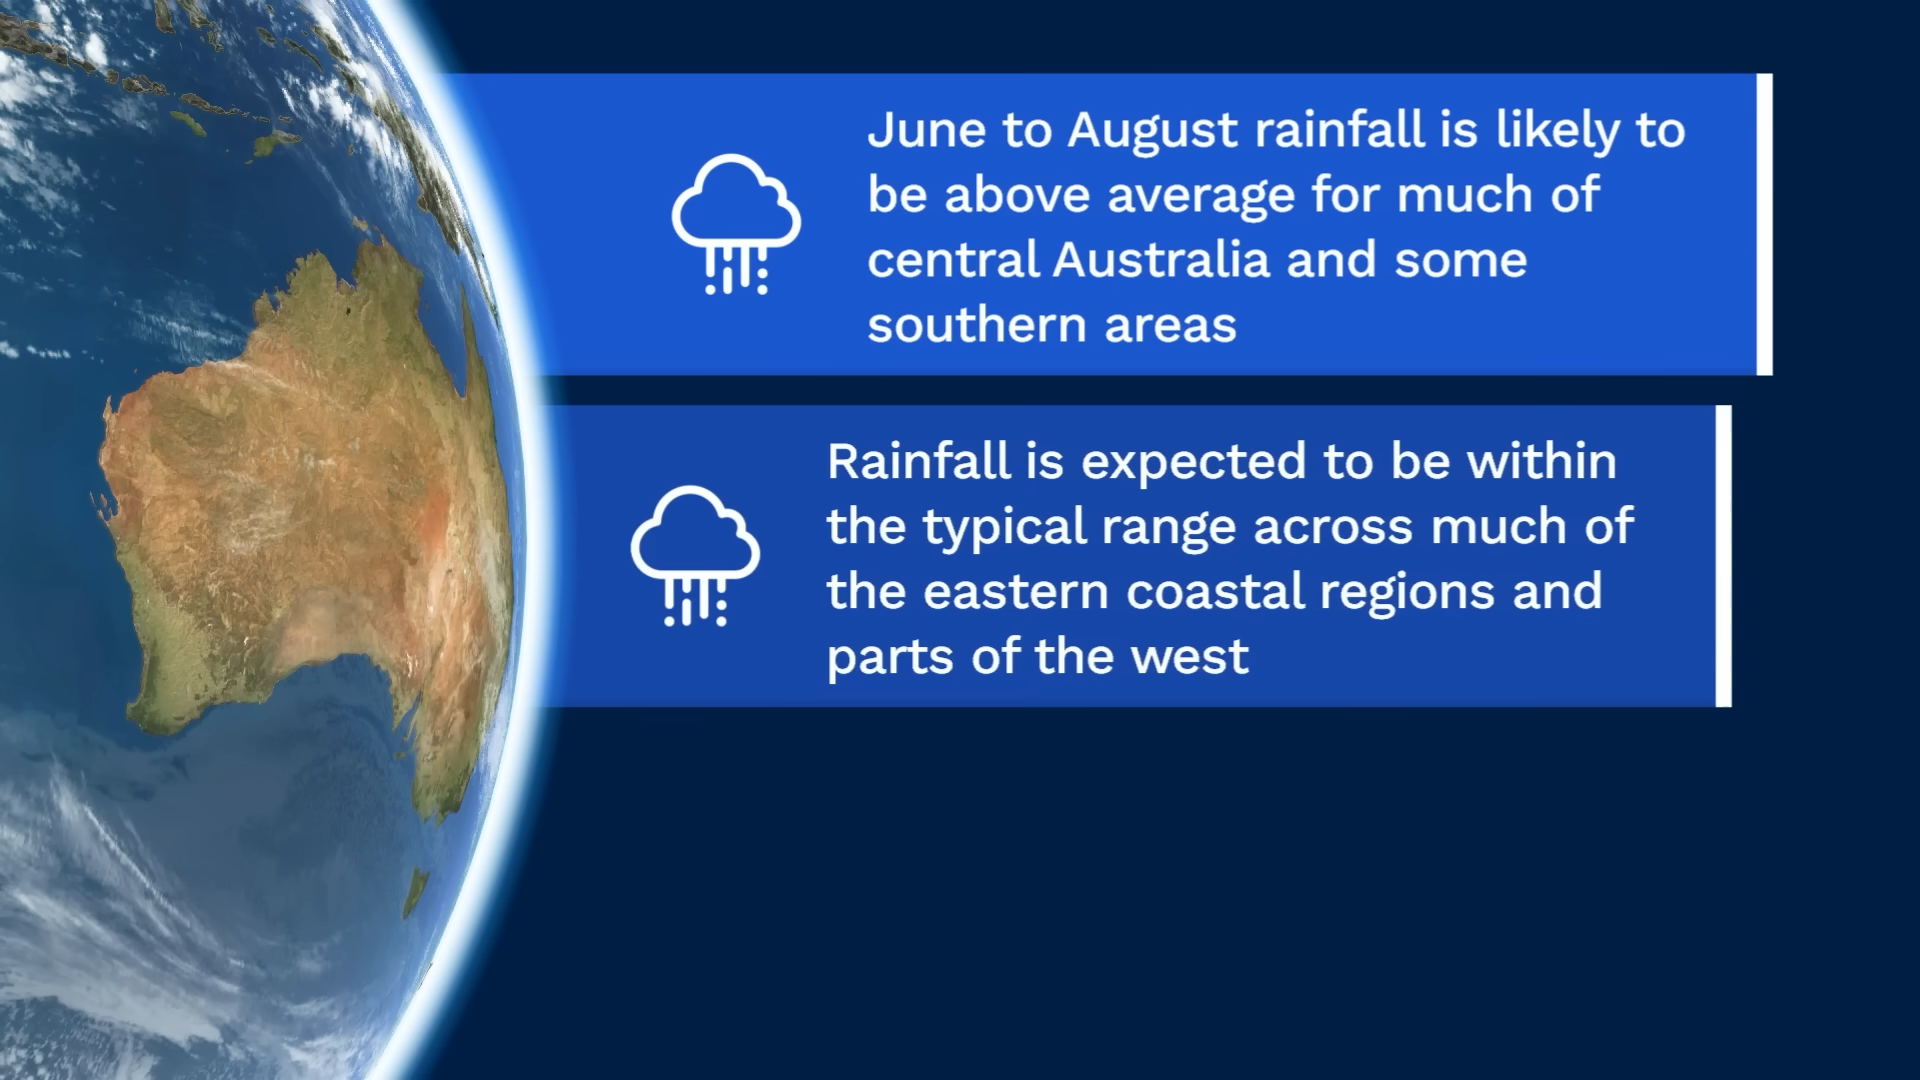 June to August rainfall is likely to
be above average for much of
central Australia and some
southern areas
Rainfall is expected to be within
the typical range across much of
the eastern coastal regions and
parts of the west